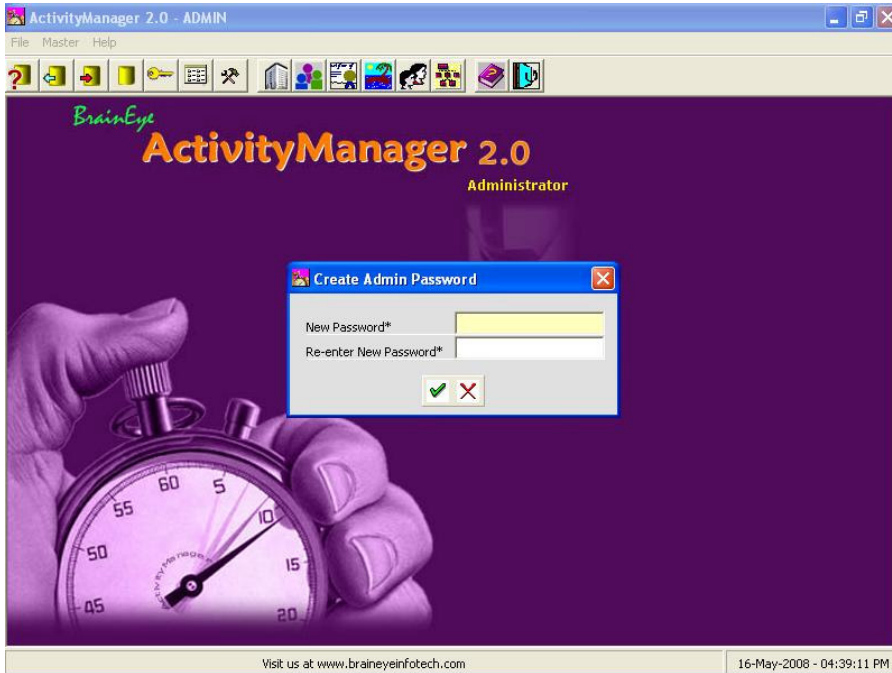 ActivityManager 2.0 - ADMIN
File Master Help
BrainEye
ActivityManager 2.0
Administrator
Create Admin Password
New Password*
Re-enter New Password*
60
5
55
10
50
ActivityManager
15
45
20
Visit us at www.braineyeinfotech.com
16-May-2008 - 04:39:11 PM